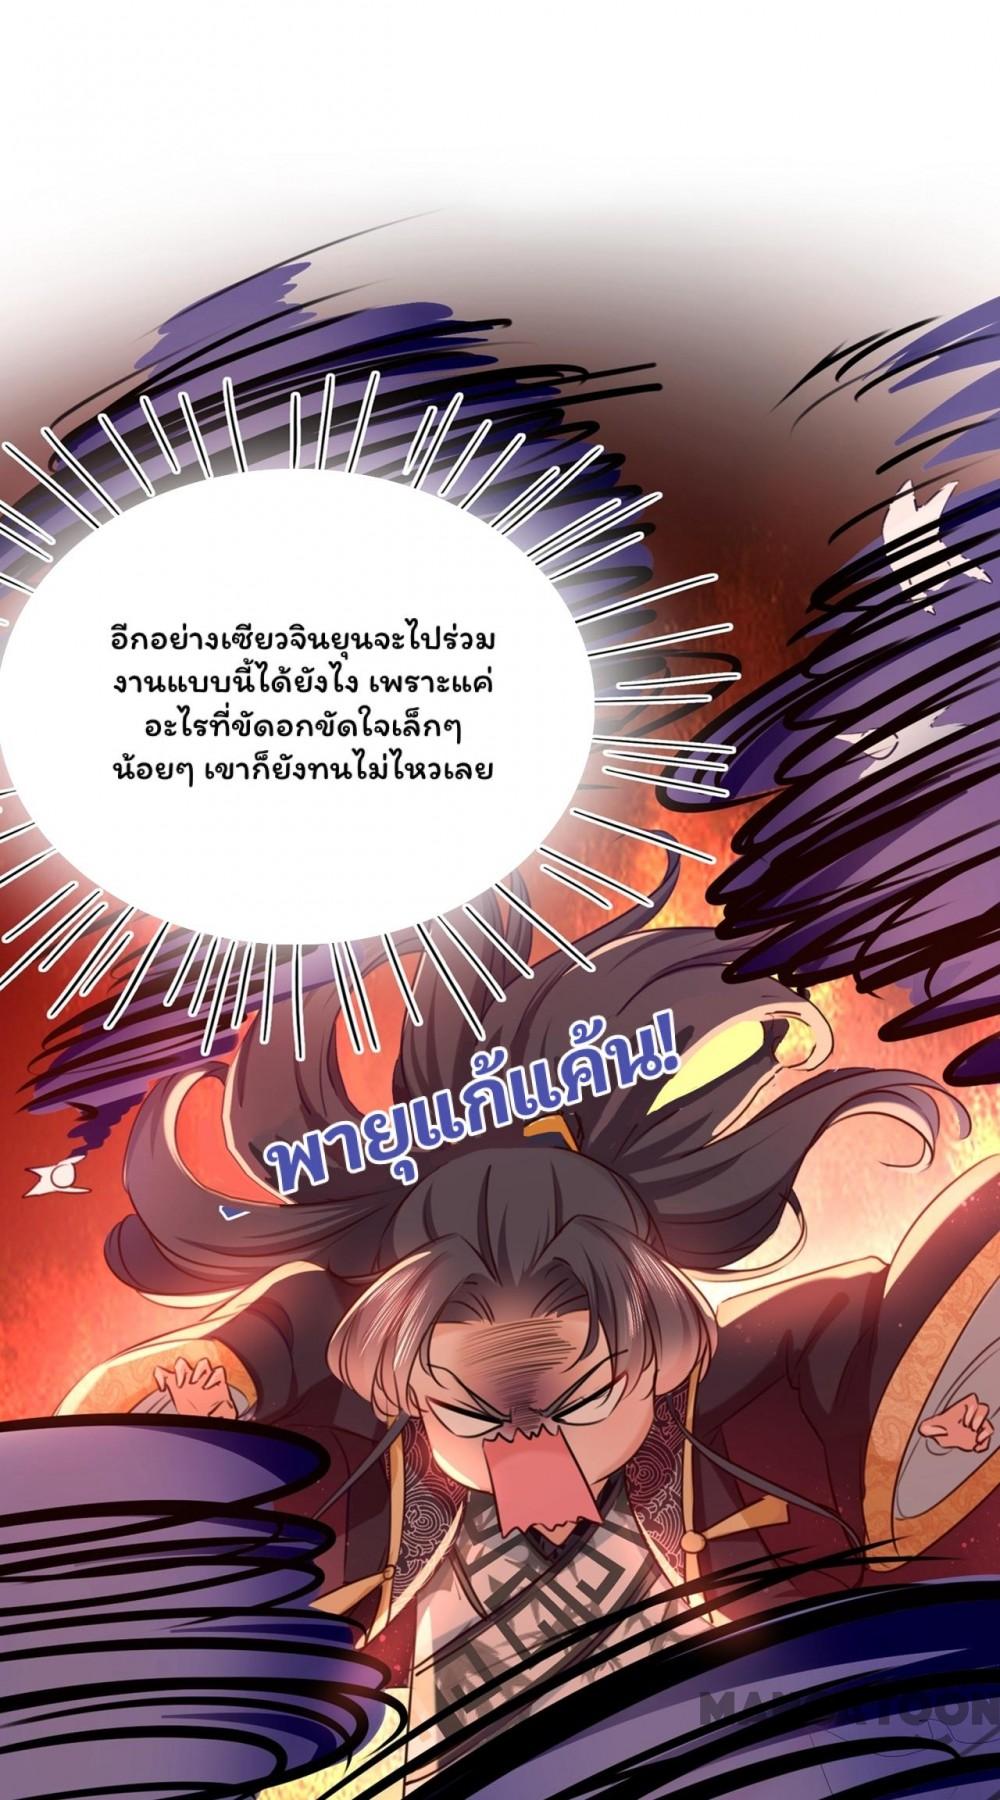 อีกอย่างเซียวจินยุนจะไปร่วม
งานแบบนี้ได้ยังไง เพราะแค่
อะไรที่ขัดอกขัดใจเล็กๆ
น้อยๆ เขาก็ยังทนไม่ไหวเลย
พายุแก้แค้น!
MANGATOON